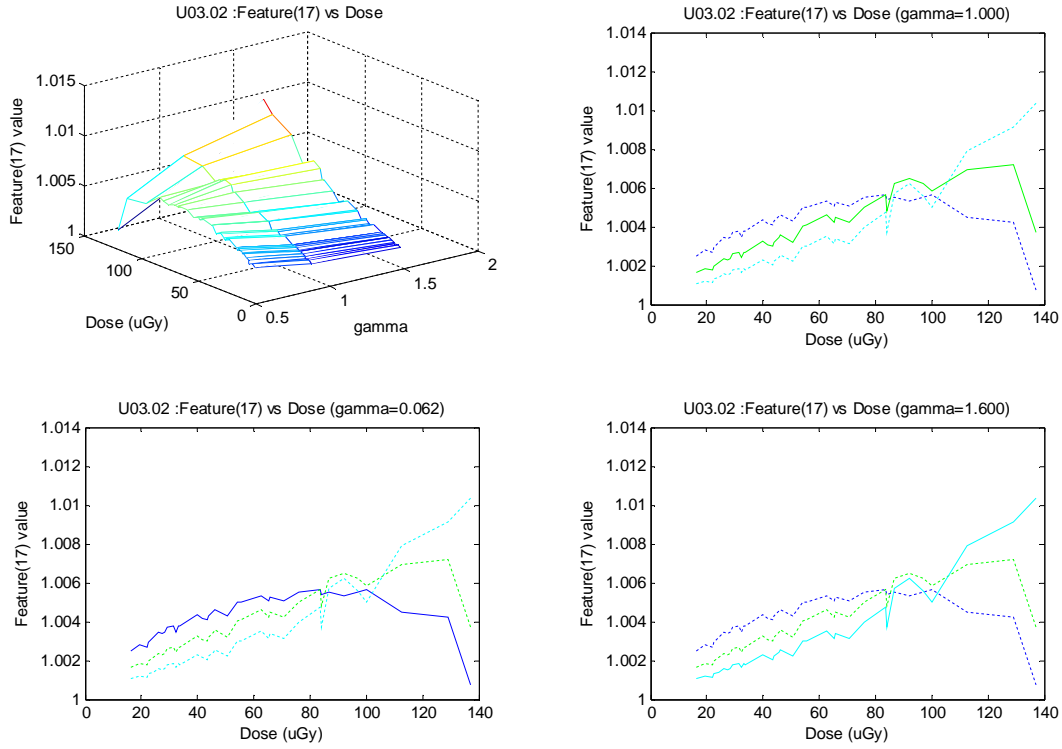 U03.02 :Feature(17) vs Dose
1.015
1.01
1.005
1
150
100
50
0
0.5
1
1.5
2
Feature(17) value
Dose (uGy)
gamma
U03.02 :Feature(17) vs Dose (gamma=1.000)
1.014
1.012
1.01
1.008
1.006
1.004
1.002
1
0 20 40 60 80 100 120 140
Feature(17) value
Dose (uGy)
U03.02 :Feature(17) vs Dose (gamma=0.062)
1.014
1.012
1.01
1.008
1.006
1.004
1.002
1
0 20 40 60 80 100 120 140
Feature(17) value
Dose (uGy)
U03.02 :Feature(17) vs Dose (gamma=1.600)
1.014
1.012
1.01
1.008
1.006
1.004
1.002
1
0 20 40 60 80 100 120 140
Feature(17) value
Dose (uGy)